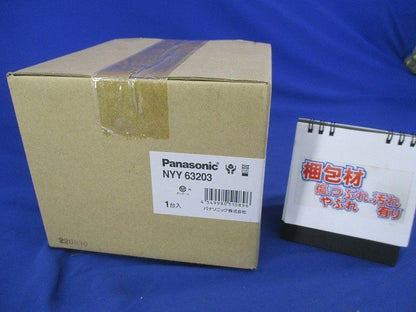 Panasonic
NYY 63203
1台入
パナソニック株式会社
梱包材
傷つぶれ汚れ
やぶれ 有り